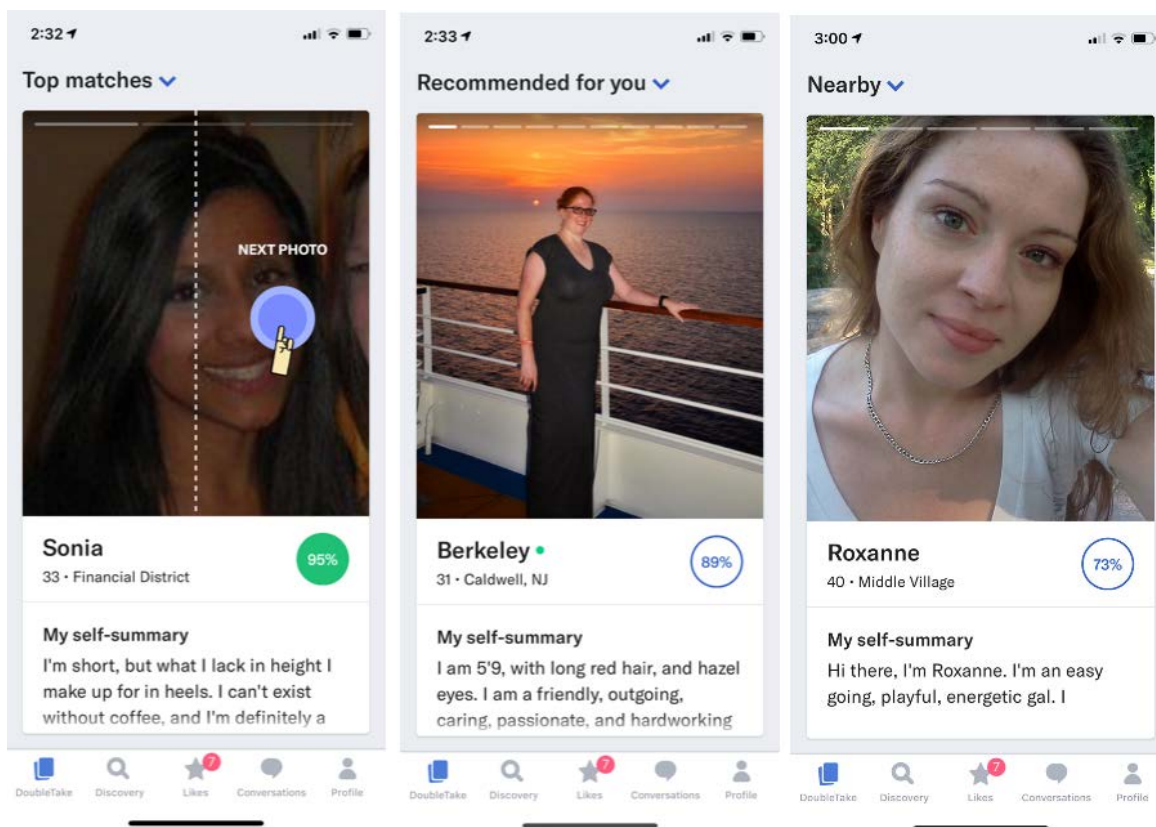 2:32
Top matches
NEXT PHOTO
Sonia
95%
33 · Financial District
My self-summary
I'm short, but what I lack in height I
make up for in heels. I can't exist
without coffee, and I'm definitely a
7
DoubleTake Discovery Likes Conversations Profile
2:33
Recommended for you
Berkeley
89%
31 · Caldwell, NJ
My self-summary
I am 5'9, with long red hair, and hazel
eyes. I am a friendly, outgoing,
caring, passionate, and hardworking
7
DoubleTake Discovery Likes Conversations Profile
3:00
Nearby
Roxanne
73%
40 · Middle Village
My self-summary
Hi there, I'm Roxanne. I'm an easy
going, playful, energetic gal. I
7
DoubleTake Discovery Likes Conversations Profile